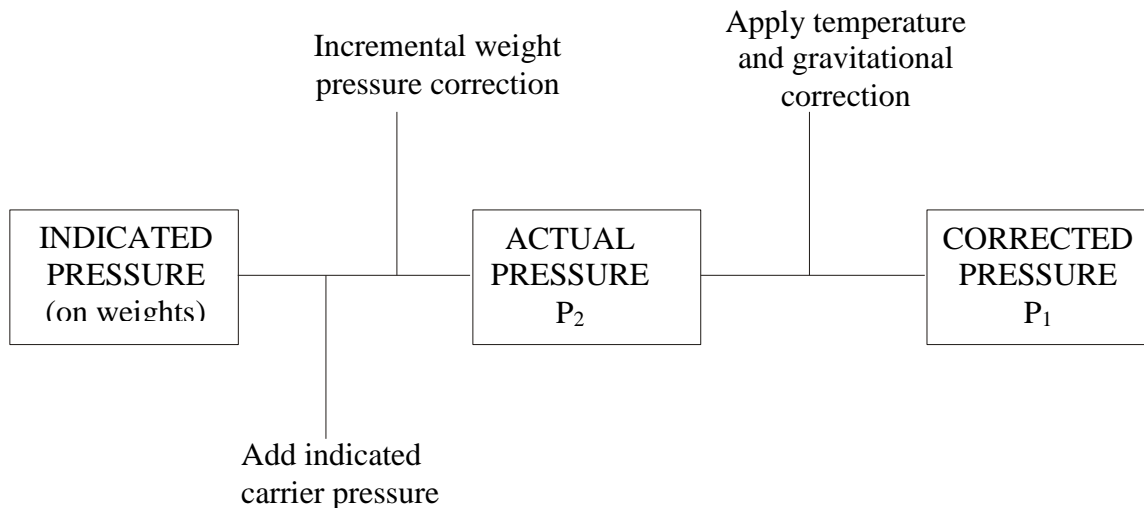 Incremental weight
pressure correction
Apply temperature
and gravitational
correction
INDICATED
PRESSURE
(on weights)
ACTUAL
PRESSURE
P₂
CORRECTED
PRESSURE
P₁
Add indicated
carrier pressure